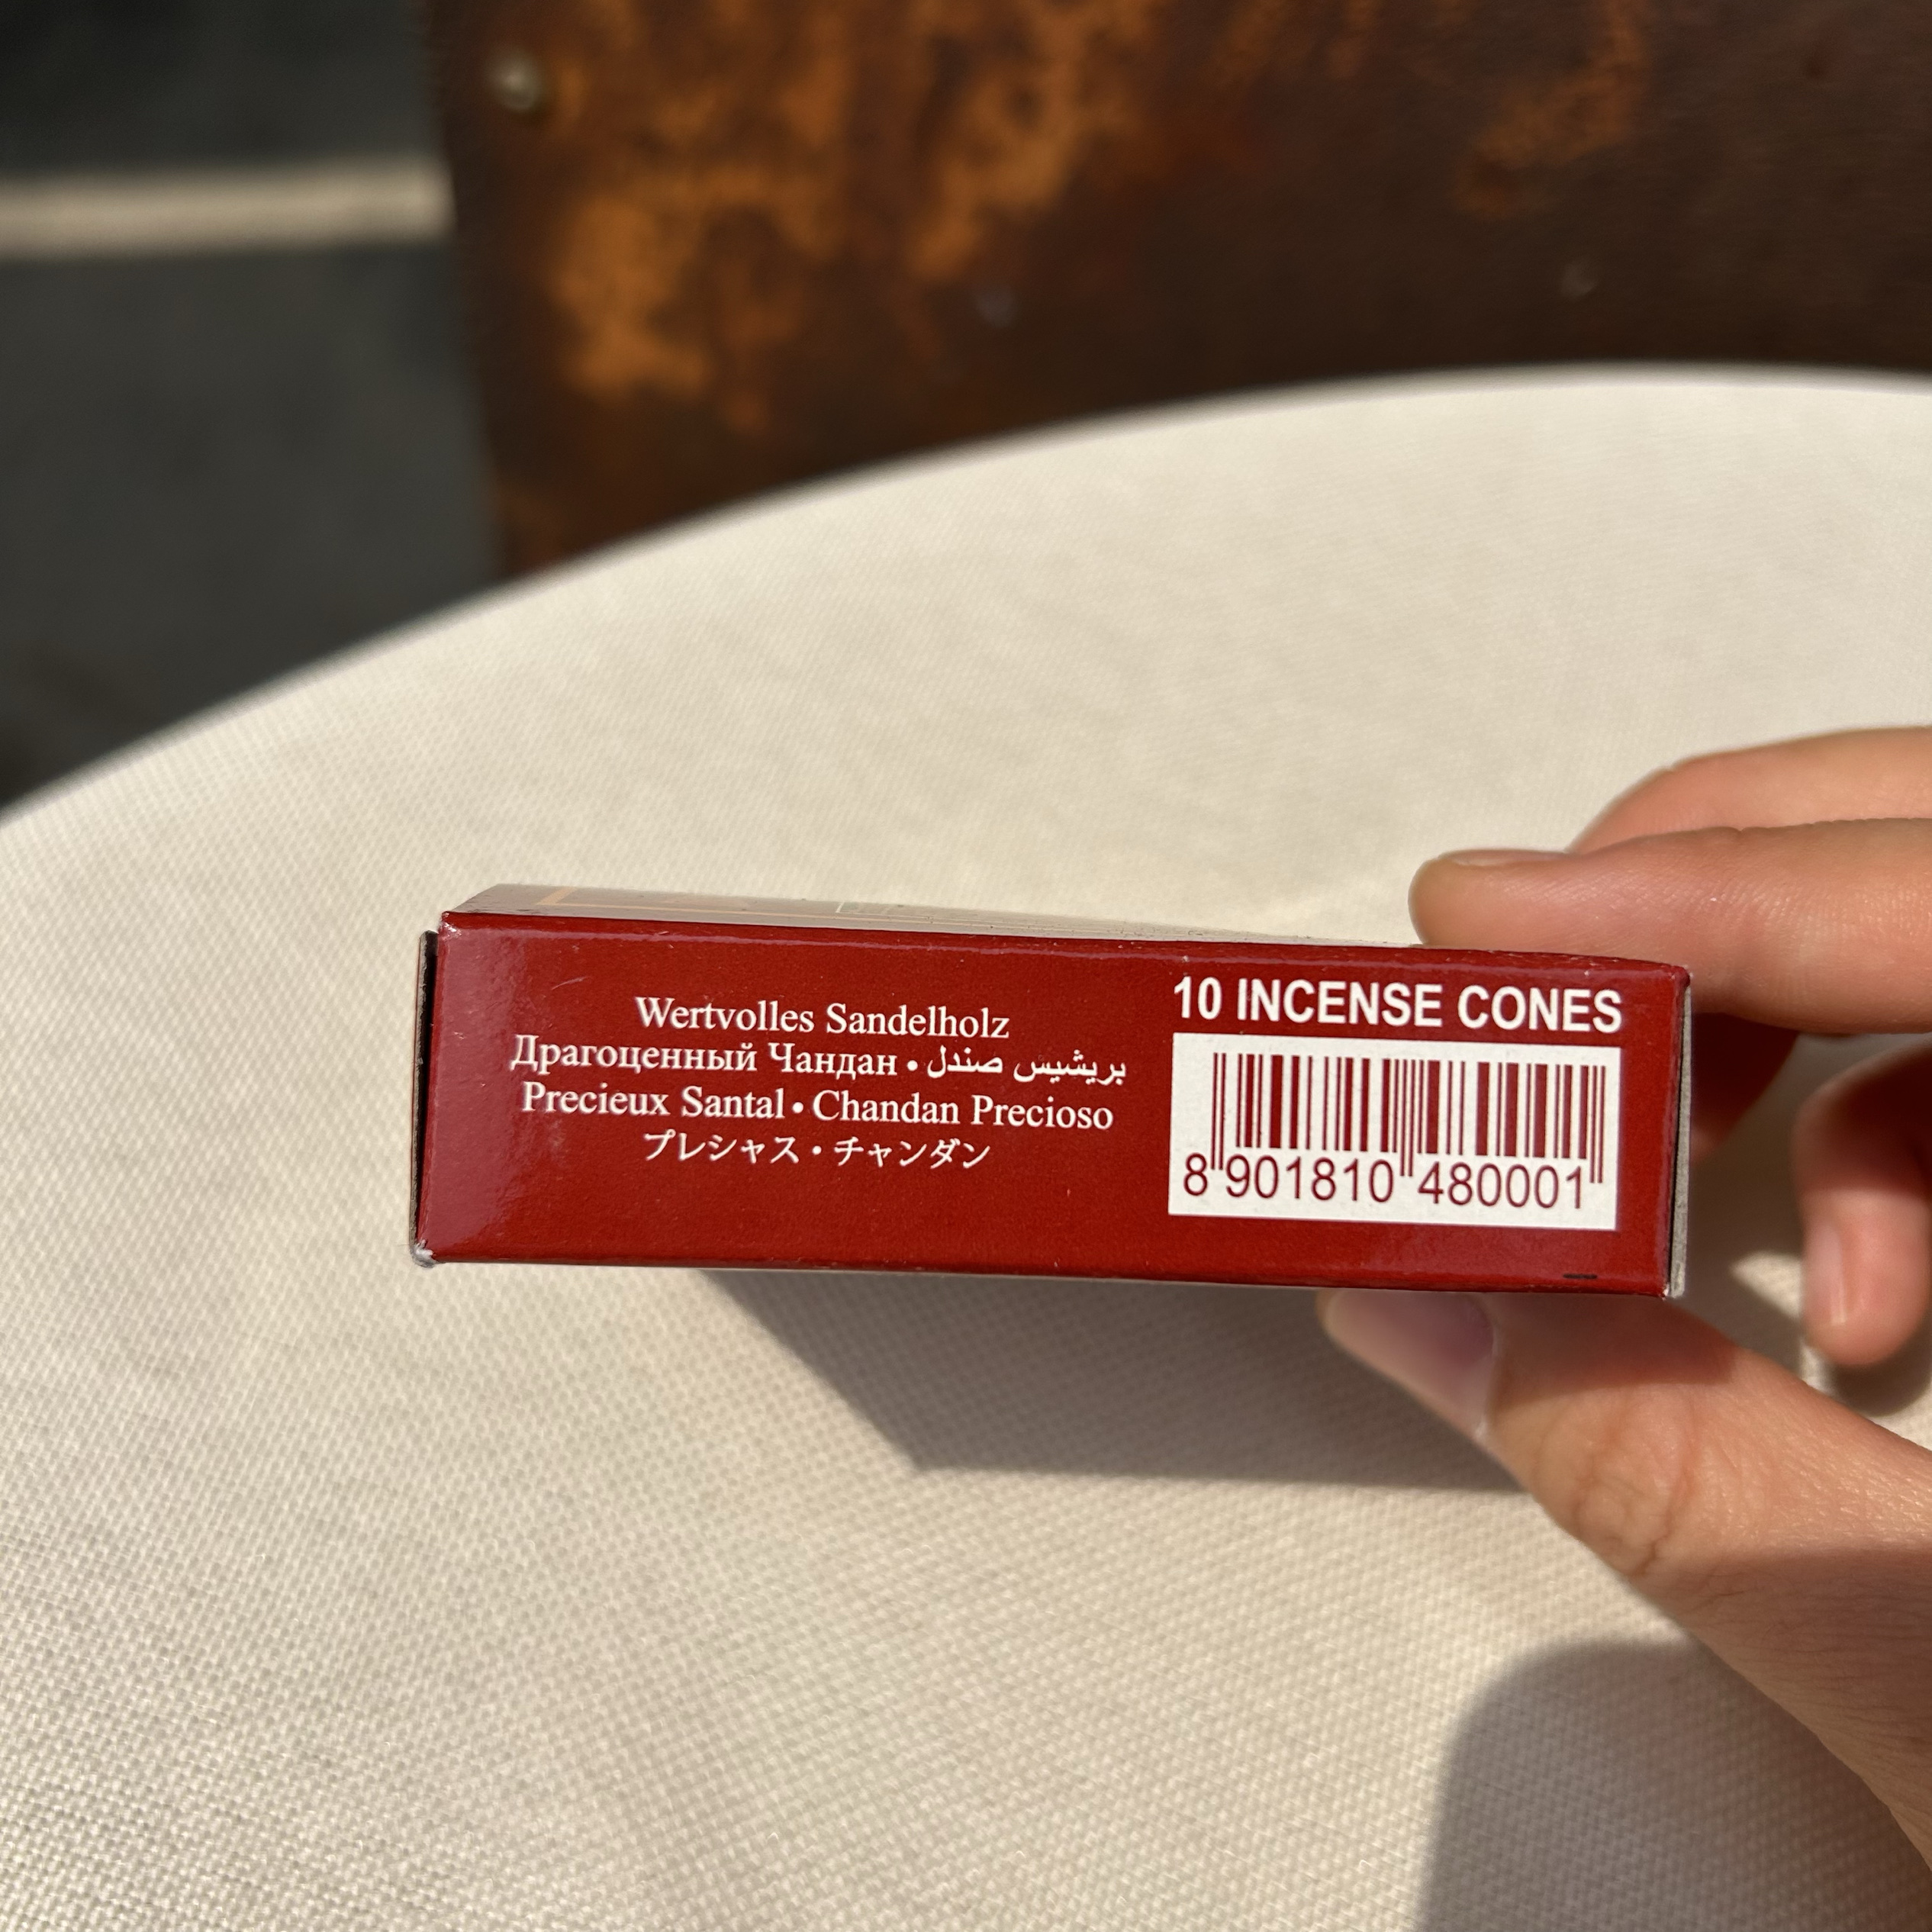 Wertvolles Sandelholz
Драгоценный Чандан • بريشيس صندل
Precieux Santal • Chandan Precioso
プレシャス・チャンダン
10 INCENSE CONES
8 901810 480001